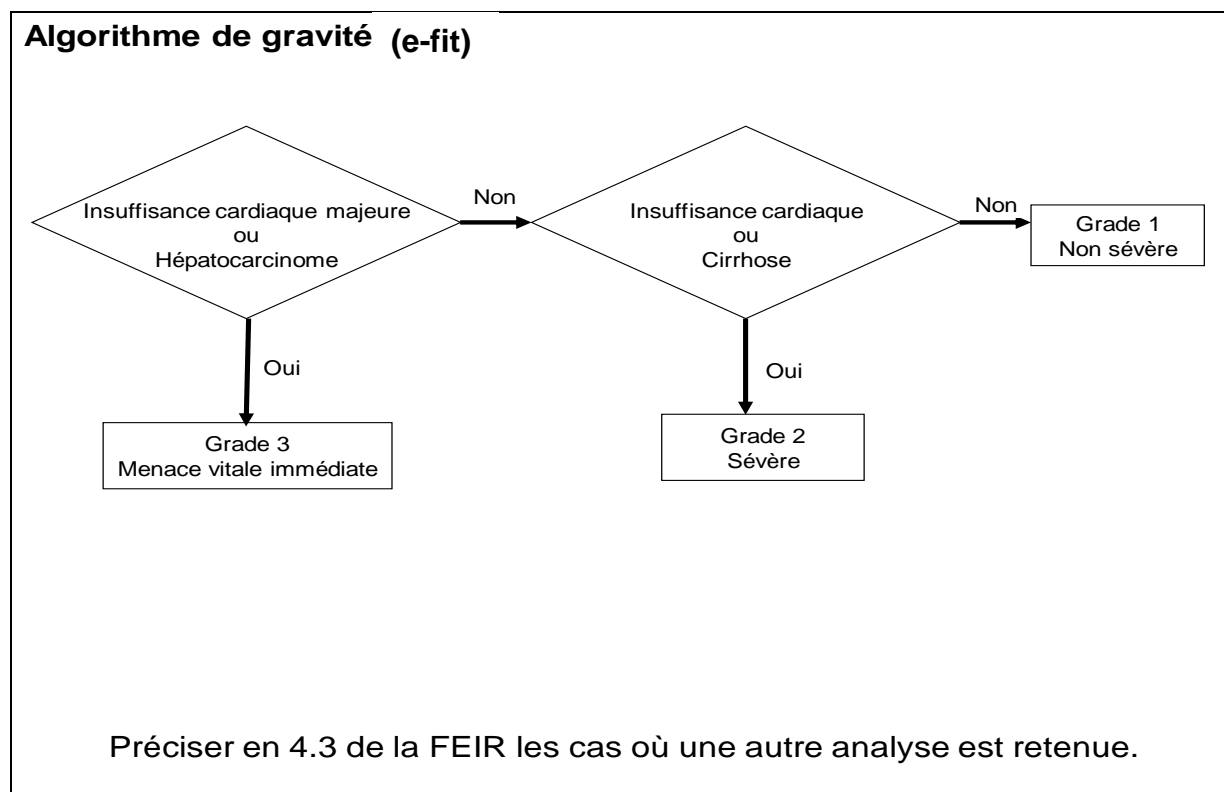 Algorithme de gravité (e-fit)
Insuffisance cardiaque majeure
ou
Hépatocarcinome
Non
Insuffisance cardiaque
ou
Cirrhose
Non
Grade 1
Non sévère
Oui
Oui
Grade 3
Menace vitale immédiate
Grade 2
Sévère
Préciser en 4.3 de la FEIR les cas où une autre analyse est retenue.